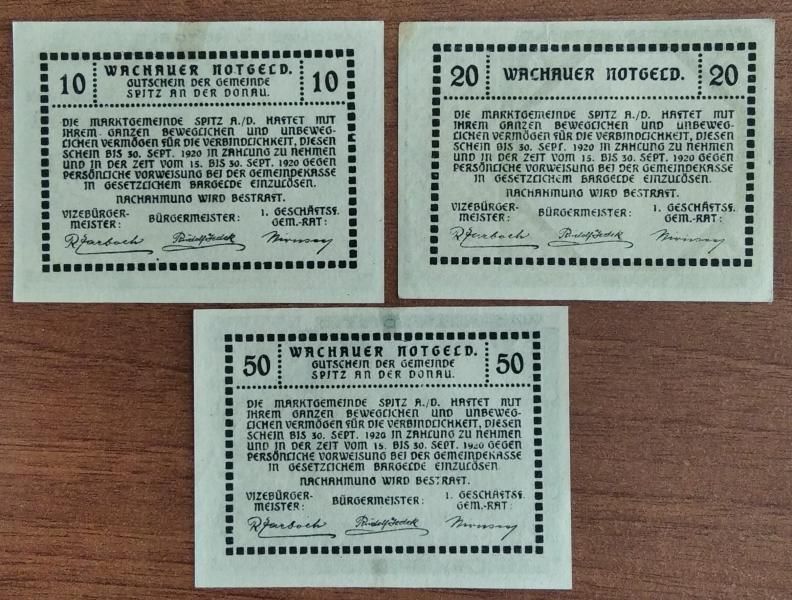 10 WACHAUER NOTGELD. 10
GUTSCHEIN DER GEMEINDE
SPITZ AN DER DONAU.
DIE MARKTGEMEINDE SPITZ A./D. HAFTET MIT
IHREM GANZEN BEWEGLICHEN UND UNBEWEG-
LICHEN VERMÖGEN FÜR DIE VERBINDLICHKEIT, DIESEN
SCHEIN BIS 30. SEPT. 1920 IN ZAHLUNG ZU NEHMEN
UND IN DER ZEIT VOM 15. BIS 30. SEPT. 1920 GEGEN
PERSÖNLICHE VORWEISUNG BEI DER GEMEINDEKASSE
IN GESETZLICHEM BARGELDE EINZULÖSEN.
NACHAHMUNG WIRD BESTRAFT.
VIZEBÜRGER-
MEISTER: BÜRGERMEISTER: 1. GESCHÄFTSF.
GEM.-RAT:
20 WACHAUER NOTGELD. 20
DIE MARKTGEMEINDE SPITZ A./D. HAFTET MIT
IHREM GANZEN BEWEGLICHEN UND UNBEWEG-
LICHEN VERMÖGEN FÜR DIE VERBINDLICHKEIT, DIESEN
SCHEIN BIS 30. SEPT. 1920 IN ZAHLUNG ZU NEHMEN
UND IN DER ZEIT VOM 15. BIS 30. SEPT. 1920 GEGEN
PERSÖNLICHE VORWEISUNG BEI DER GEMEINDEKASSE
IN GESETZLICHEM BARGELDE EINZULÖSEN.
NACHAHMUNG WIRD BESTRAFT.
VIZEBÜRGER-
MEISTER: BÜRGERMEISTER: 1. GESCHÄFTSF.
GEM.-RAT:
50 WACHAUER NOTGELD. 50
GUTSCHEIN DER GEMEINDE
SPITZ AN DER DONAU.
DIE MARKTGEMEINDE SPITZ A./D. HAFTET MIT
IHREM GANZEN BEWEGLICHEN UND UNBEWEG-
LICHEN VERMÖGEN FÜR DIE VERBINDLICHKEIT, DIESEN
SCHEIN BIS 30. SEPT. 1920 IN ZAHLUNG ZU NEHMEN
UND IN DER ZEIT VOM 15. BIS 30. SEPT. 1920 GEGEN
PERSÖNLICHE VORWEISUNG BEI DER GEMEINDEKASSE
IN GESETZLICHEM BARGELDE EINZULÖSEN.
NACHAHMUNG WIRD BESTRAFT.
VIZEBÜRGER-
MEISTER: BÜRGERMEISTER: 1. GESCHÄFTSF.
GEM.-RAT: